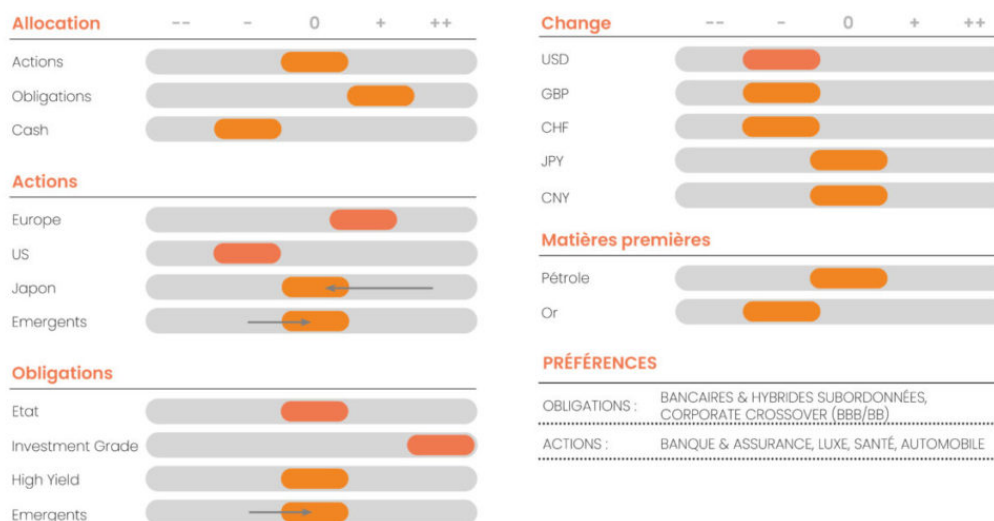 Allocation -- - 0 + ++
Actions
Obligations
Cash
Actions
Europe
US
Japon
Emergents
Obligations
Etat
Investment Grade
High Yield
Emergents
Change -- - 0 + ++
USD
GBP
CHF
JPY
CNY
Matières premières
Pétrole
Or
PRÉFÉRENCES
OBLIGATIONS : BANCAIRES & HYBRIDES SUBORDONNÉES,
CORPORATE CROSSOVER (BBB/BB)
ACTIONS : BANQUE & ASSURANCE, LUXE, SANTÉ, AUTOMOBILE